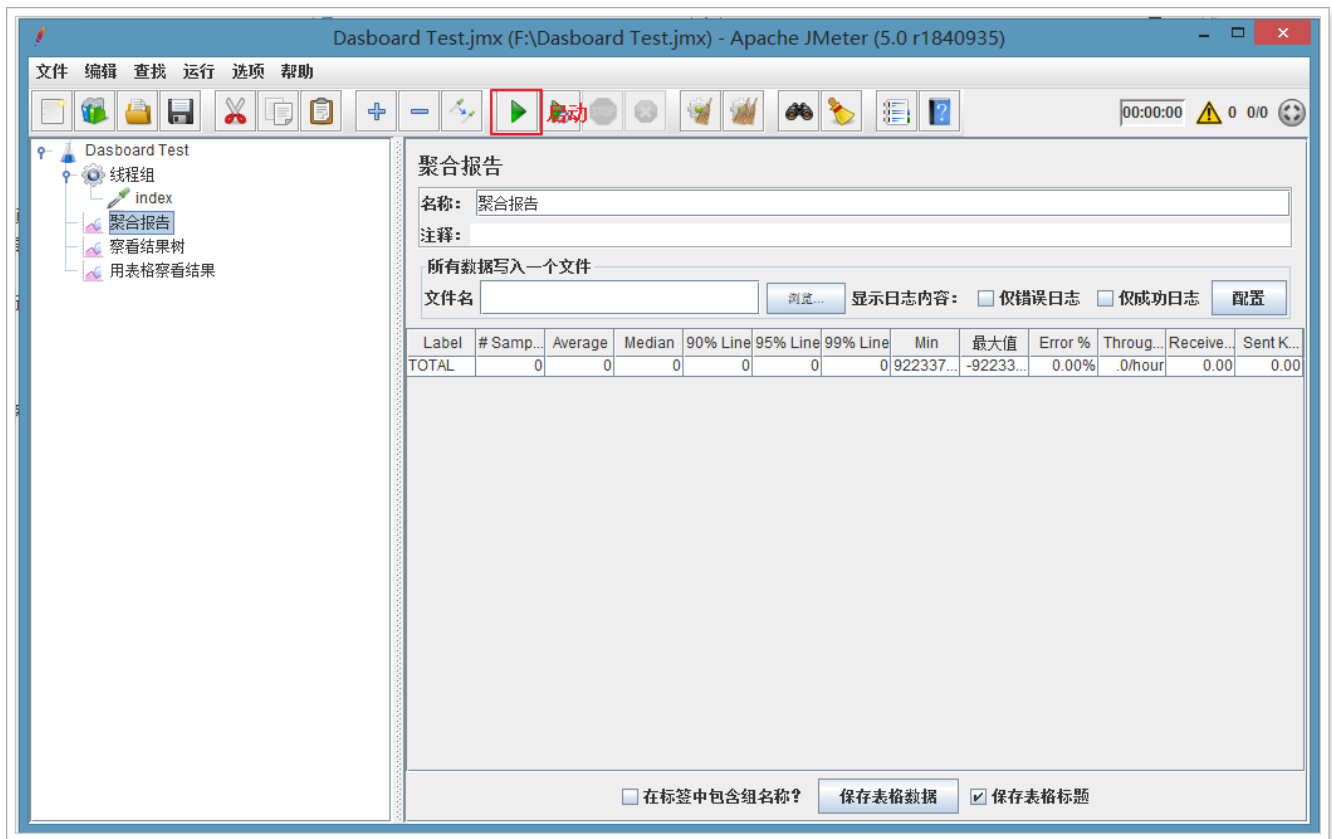 Dasboard Test.jmx (F:\Dasboard Test.jmx) - Apache JMeter (5.0 r1840935)
文件 编辑 查找 运行 选项 帮助
启动 STOP 00:00:00 0 0/0
Dasboard Test
线程组
index
聚合报告
察看结果树
用表格察看结果
聚合报告
名称： 聚合报告
注释：
所有数据写入一个文件
文件名 浏览... 显示日志内容： 仅错误日志 仅成功日志 配置
Label # Samp... Average Median 90% Line 95% Line 99% Line Min 最大值 Error % Throug... Receive... Sent K...
TOTAL 0 0 0 0 0 0 922337... -92233... 0.00% .0/hour 0.00 0.00
在标签中包含组名称? 保存表格数据 保存表格标题